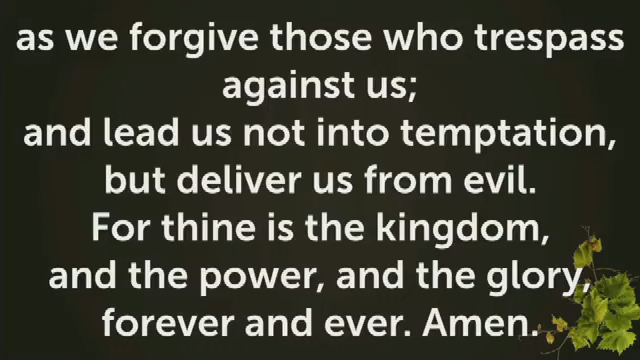 as we forgive those who trespass
against us;
and lead us not into temptation,
but deliver us from evil.
For thine is the kingdom,
and the power, and the glory,
forever and ever. Amen.